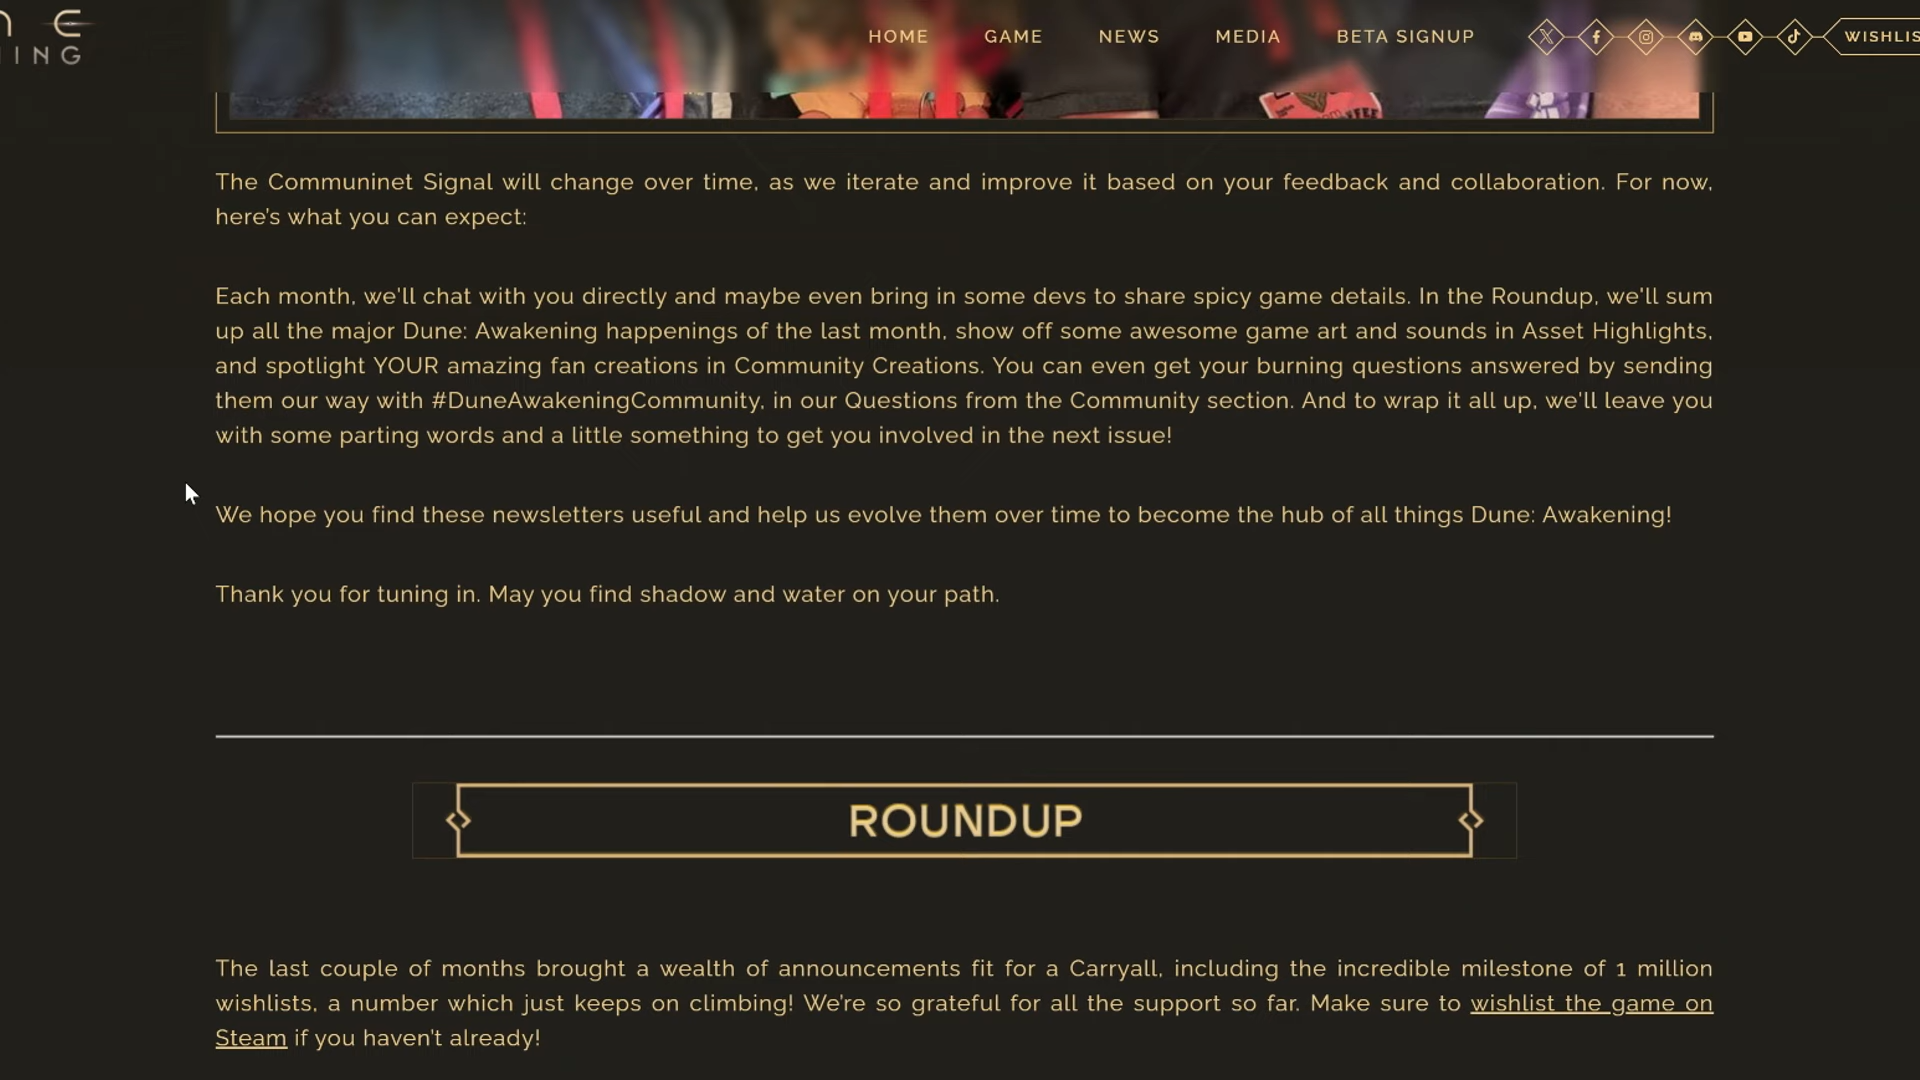 HOME GAME NEWS MEDIA BETA SIGNUP
The Communinet Signal will change over time, as we iterate and improve it based on your feedback and collaboration. For now,
here's what you can expect:
Each month, we'll chat with you directly and maybe even bring in some devs to share spicy game details. In the Roundup, we'll sum
up all the major Dune: Awakening happenings of the last month, show off some awesome game art and sounds in Asset Highlights,
and spotlight YOUR amazing fan creations in Community Creations. You can even get your burning questions answered by sending
them our way with #DuneAwakeningCommunity, in our Questions from the Community section. And to wrap it all up, we'll leave you
with some parting words and a little something to get you involved in the next issue!
We hope you find these newsletters useful and help us evolve them over time to become the hub of all things Dune: Awakening!
Thank you for tuning in. May you find shadow and water on your path.
ROUNDUP
The last couple of months brought a wealth of announcements fit for a Carryall, including the incredible milestone of 1 million
wishlists, a number which just keeps on climbing! We're so grateful for all the support so far. Make sure to wishlist the game on
Steam if you haven't already!